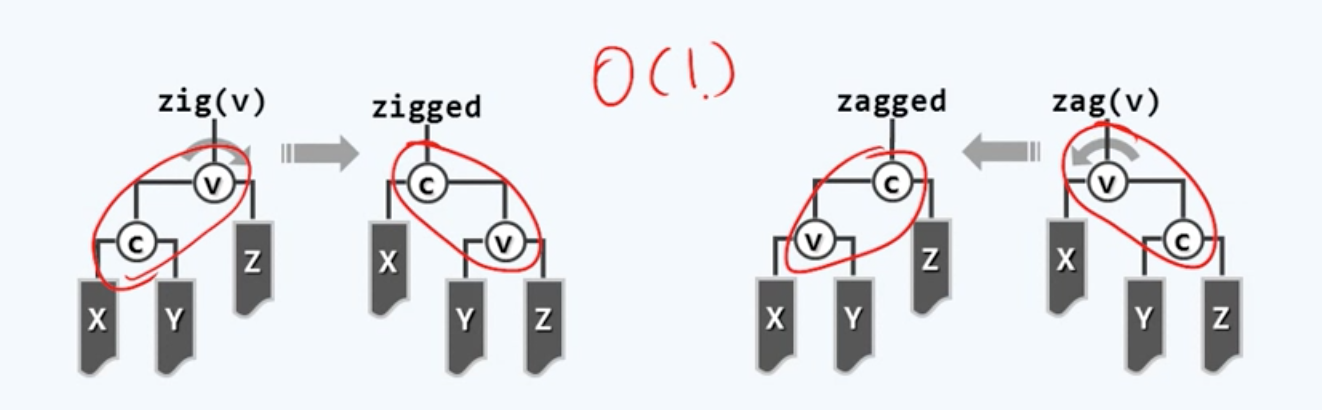 O(1)
zig(v) zigged zagged zag(v)
v c c v
c v v c
Z X Z X
X Y Y Z X Y Y Z